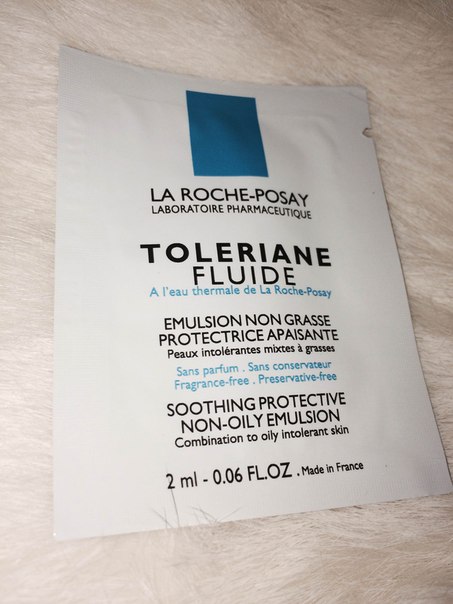 LA ROCHE-POSAY
LABORATOIRE PHARMACEUTIQUE
TOLERIANE
FLUIDE
A l'eau thermale de La Roche-Posay
EMULSION NON GRASSE
PROTECTRICE APAISANTE
Peaux intolérantes mixtes à grasses
Sans parfum . Sans conservateur
Fragrance-free . Preservative-free
SOOTHING PROTECTIVE
NON-OILY EMULSION
Combination to oily intolerant skin
2 ml - 0.06 FL.OZ . Made in France